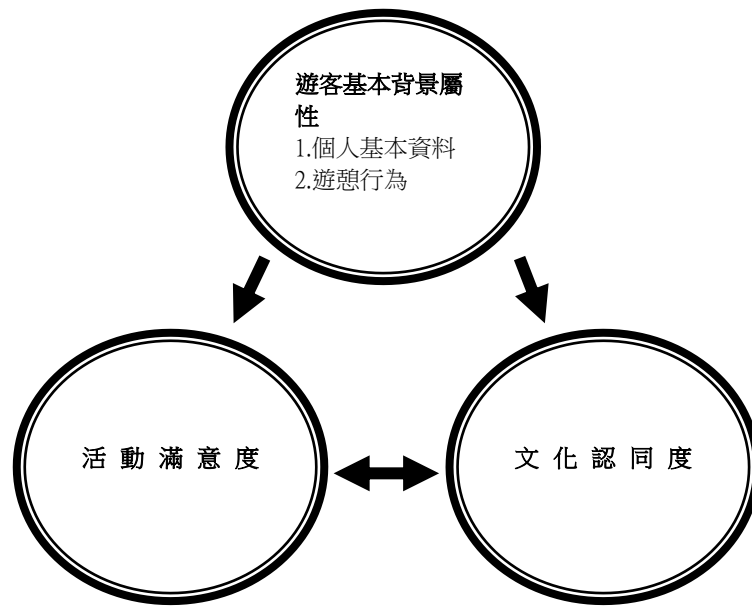 遊客基本背景屬
性
1.個人基本資料
2.遊憩行為
活動滿意度
文化認同度